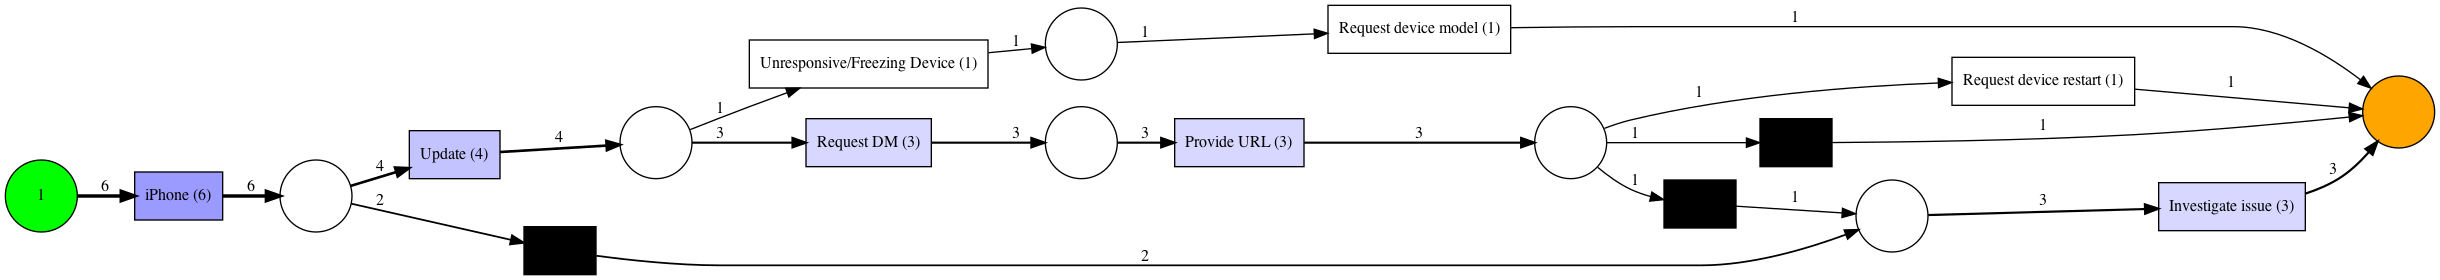 1
6
iPhone (6)
6
4
2
Update (4)
4
1
3
Unresponsive/Freezing Device (1)
1
1
Request device model (1)
1
Request DM (3)
3
3
Provide URL (3)
3
1
1
1
Request device restart (1)
1
1
1
2
3
Investigate issue (3)
3